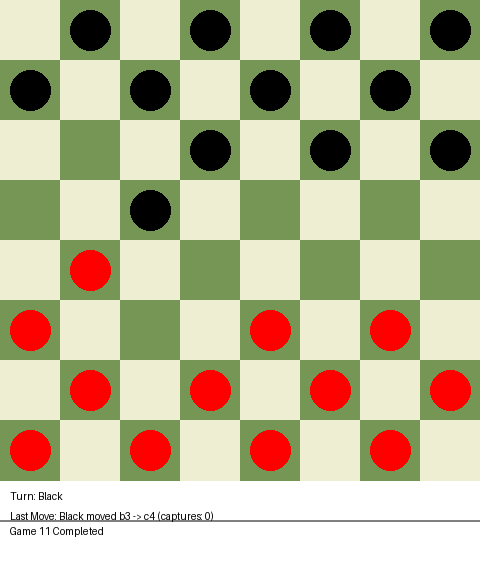 Turn: Black
Last Move: Black moved b3 -> c4 (captures: 0)
Game 11 Completed